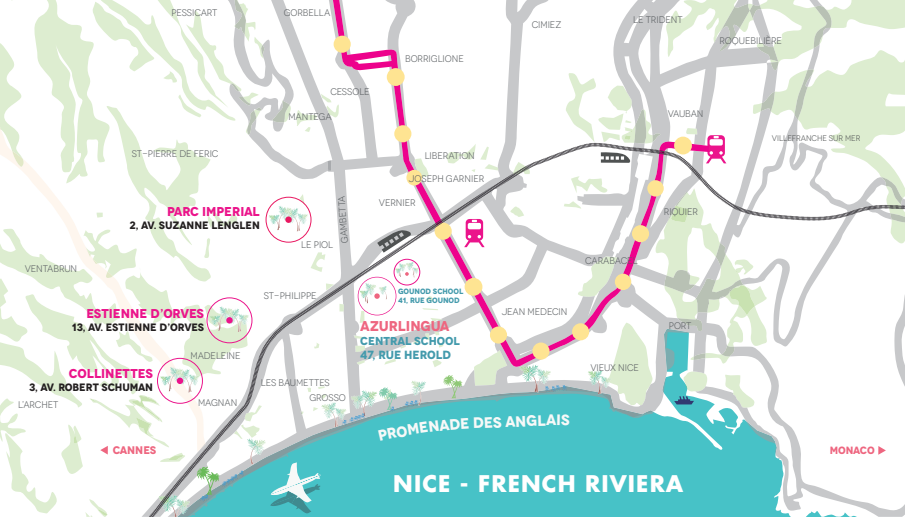 PESSICART
GORBELLA
CIMIEZ
LE TRIDENT
ROQUEBILIÈRE
BORRIGLIONE
CESSOLE
MANTEGA
VAUBAN
VILLEFRANCHE SUR MER
ST-PIERRE DE FERIC
LIBERATION
JOSEPH GARNIER
GAMBETTA
VERNIER
PARC IMPERIAL
2, AV. SUZANNE LENGLEN
RIQUIER
LE PIOL
CARABACEL
VENTABRUN
ST-PHILIPPE
GOUNOD SCHOOL
41, RUE GOUNOD
ESTIENNE D'ORVES
13, AV. ESTIENNE D'ORVES
JEAN MEDECIN
AZURLINGUA
CENTRAL SCHOOL
47, RUE HEROLD
PORT
MADELEINE
COLLINETTES
3, AV. ROBERT SCHUMAN
VIEUX NICE
LES BAUMETTES
GROSSO
L'ARCHET
MAGNAN
PROMENADE DES ANGLAIS
CANNES
MONACO
NICE - FRENCH RIVIERA